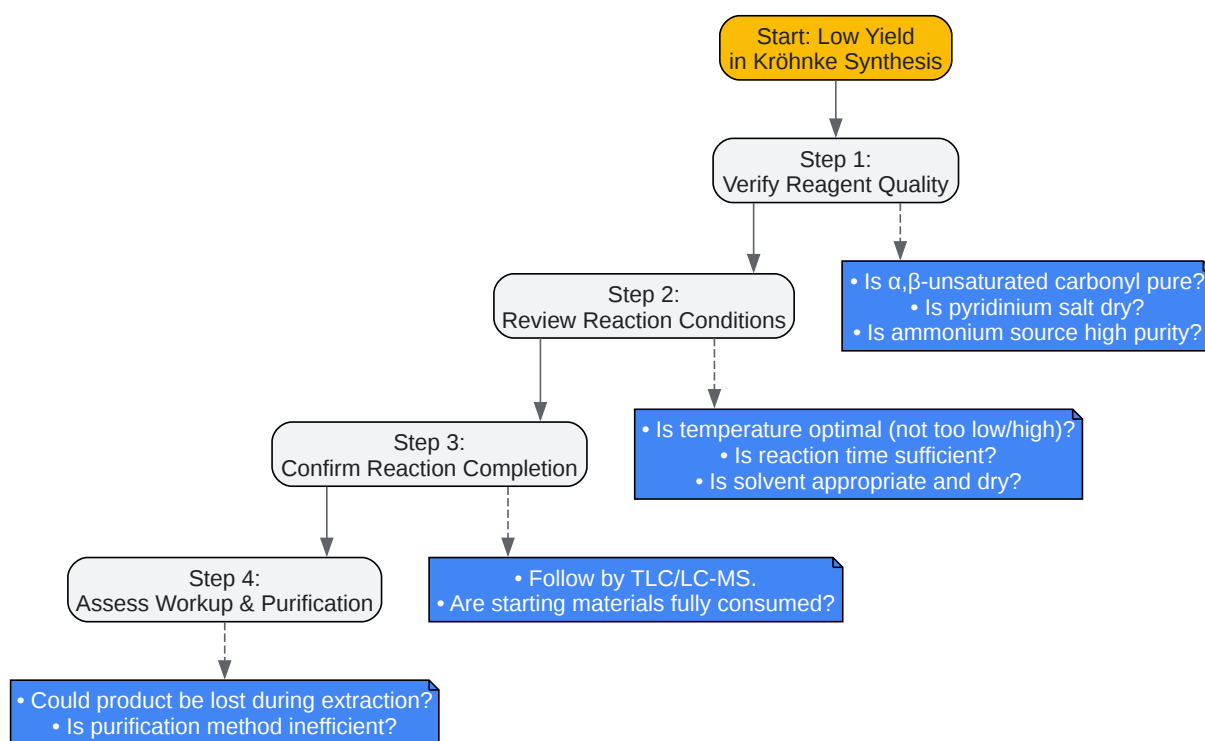 Start: Low Yield
in Kröhnke Synthesis
Step 1:
Verify Reagent Quality
• Is α,β-unsaturated carbonyl pure?
• Is pyridinium salt dry?
• Is ammonium source high purity?
Step 2:
Review Reaction Conditions
• Is temperature optimal (not too low/high)?
• Is reaction time sufficient?
• Is solvent appropriate and dry?
Step 3:
Confirm Reaction Completion
• Follow by TLC/LC-MS.
• Are starting materials fully consumed?
Step 4:
Assess Workup & Purification
• Could product be lost during extraction?
• Is purification method inefficient?